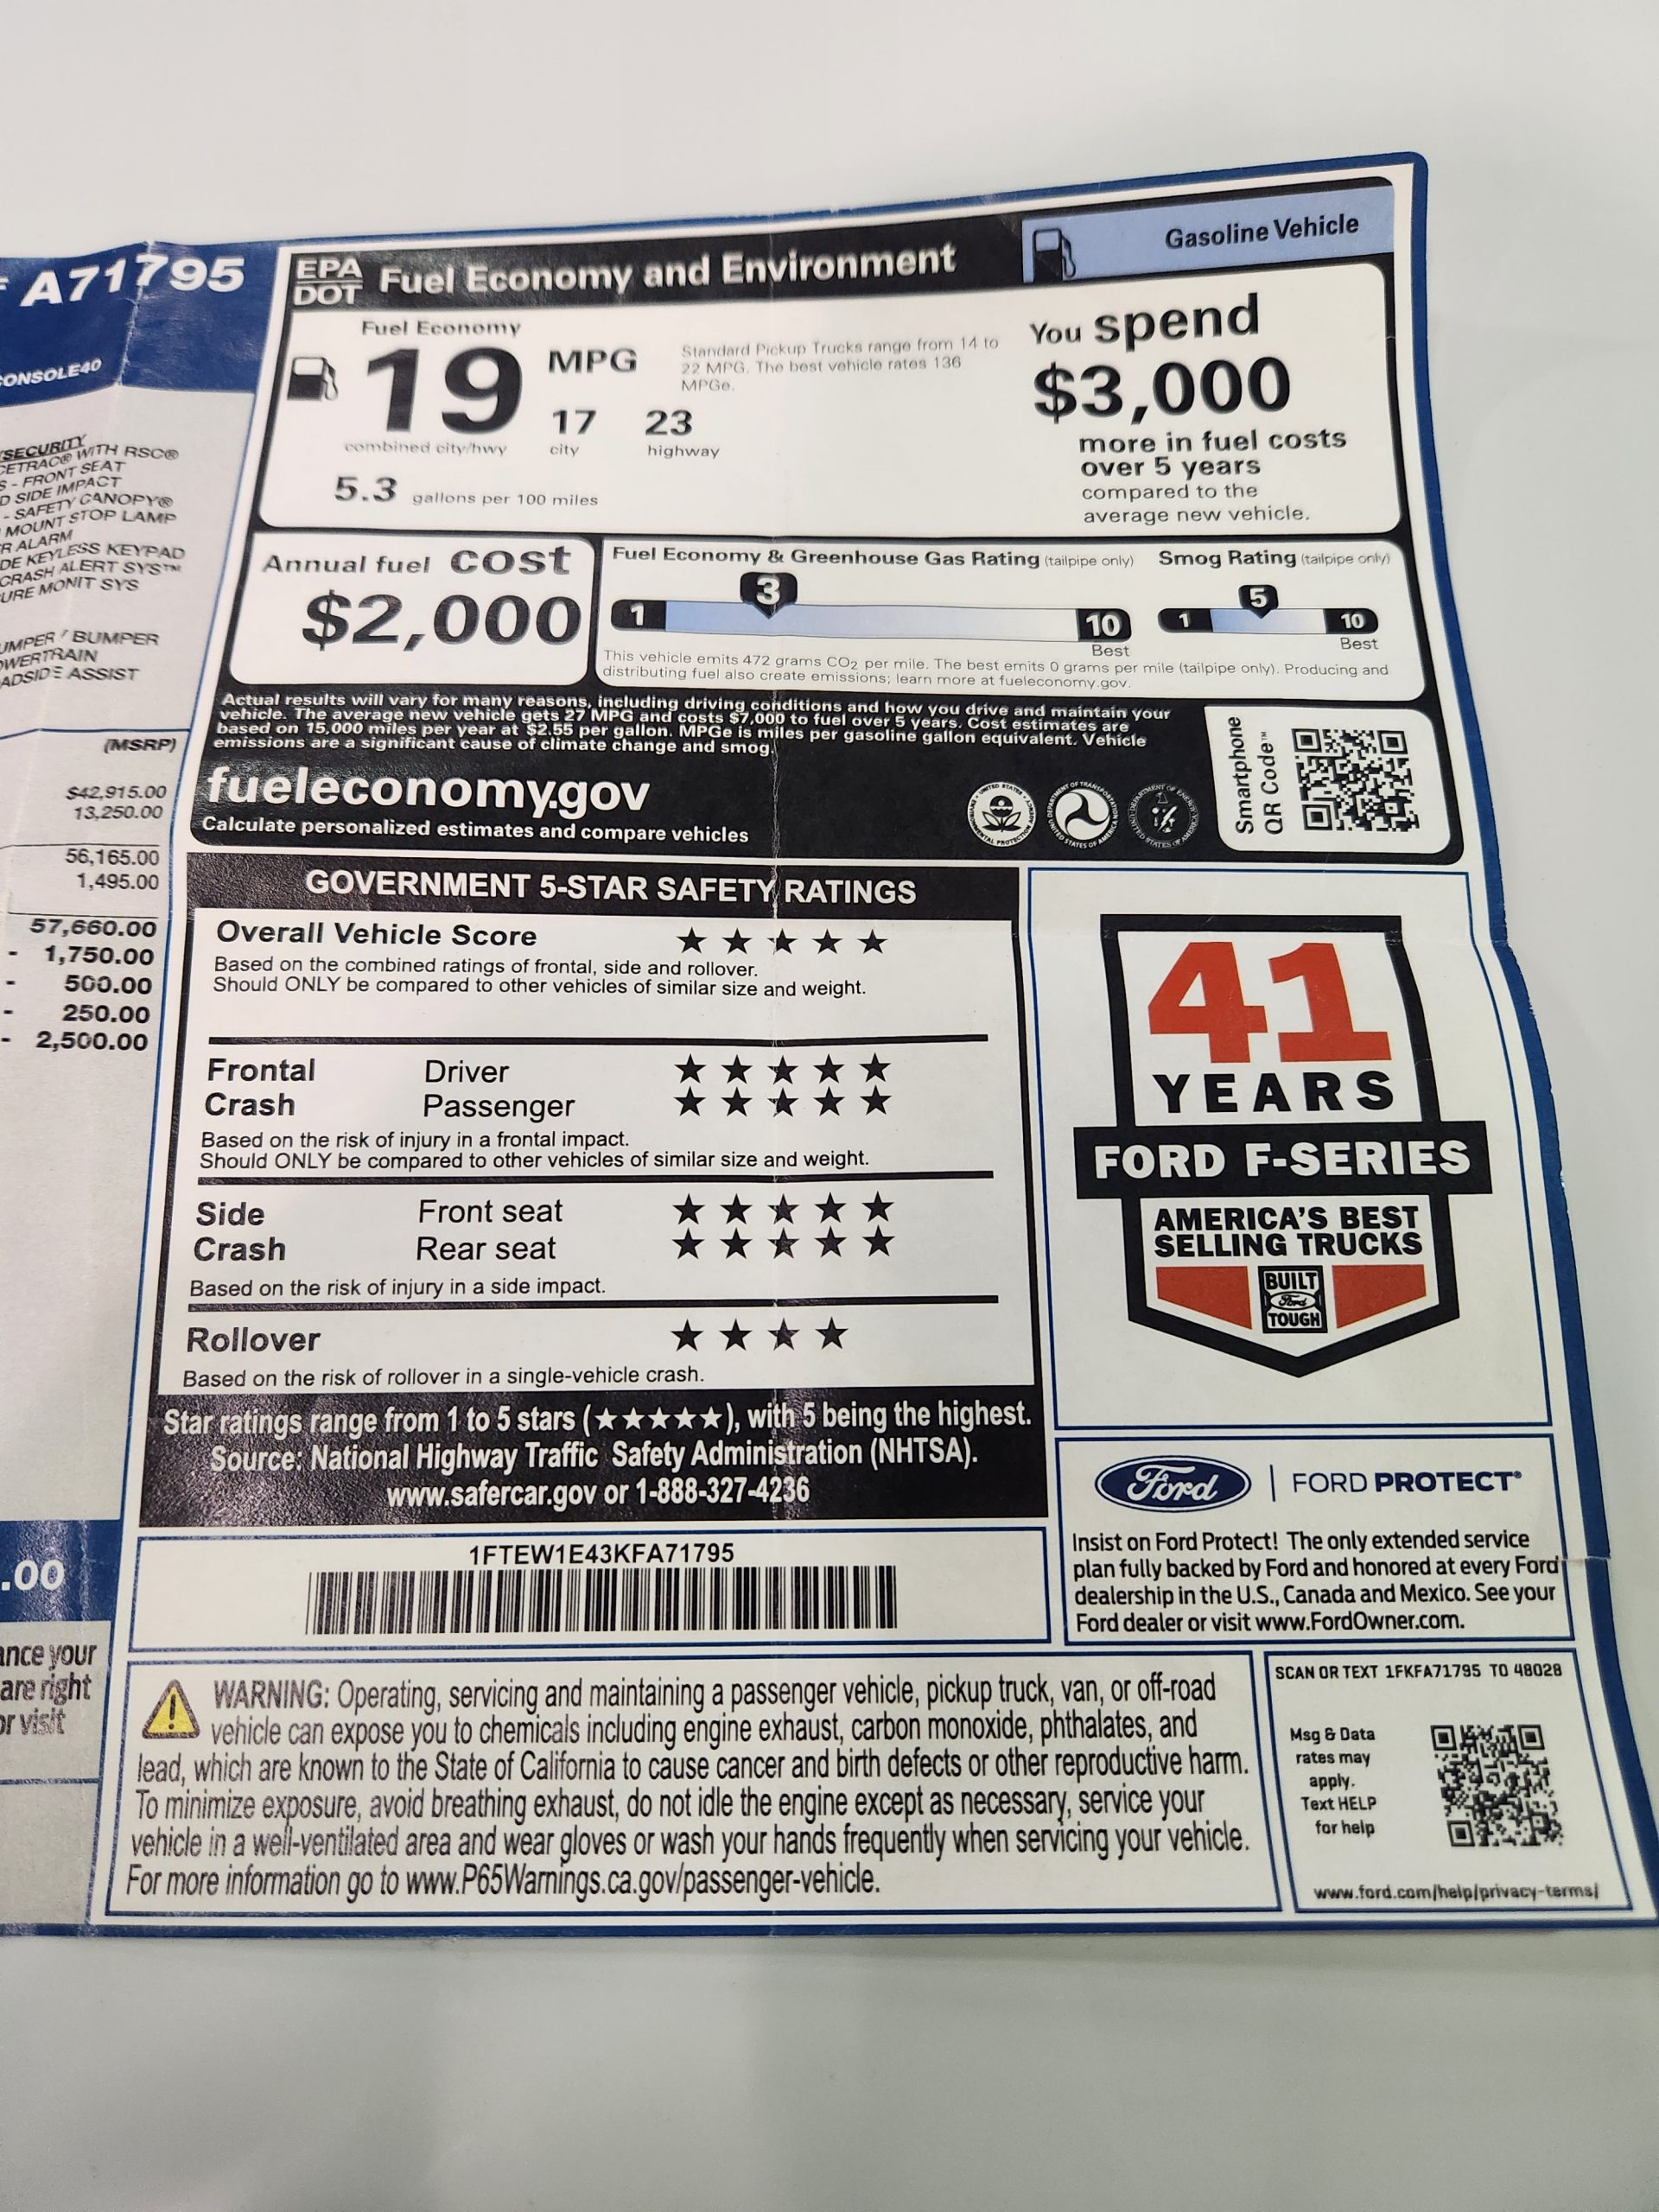 A71795
CONSOLE40
SECURITY
WITH RSC®
- FRONT SEAT
SIDE IMPACT
- SAFETY CANOPY®
MOUNT STOP LAMP
ALARM
KEYLESS KEYPAD
CRASH ALERT SYS™
MONIT SYS
BUMPER
ASSIST
(MSRP)
$42,915.00
13,250.00
56,165.00
1,495.00
57,660.00
- 1,750.00
- 500.00
- 250.00
- 2,500.00
.00
your
are right
or visit
EPA
DOT
Fuel Economy and Environment
Gasoline Vehicle
Fuel Economy
19 MPG
combined city/hwy
17
city
23
highway
5.3 gallons per 100 miles
Standard Pickup Trucks range from 14 to
22 MPG. The best vehicle rates 136
MPGe.
You spend
$3,000
more in fuel costs
over 5 years
compared to the
average new vehicle.
Annual fuel cost
$2,000
Fuel Economy & Greenhouse Gas Rating (tailpipe only)
1
3
10
Best
Smog Rating (tailpipe only)
1
5
10
Best
This vehicle emits 472 grams CO2 per mile. The best emits 0 grams per mile (tailpipe only). Producing and
distributing fuel also create emissions; learn more at fueleconomy.gov.
Actual results will vary for many reasons, including driving conditions and how you drive and maintain your
vehicle. The average new vehicle gets 27 MPG and costs $7,000 to fuel over 5 years. Cost estimates are
based on 15,000 miles per year at $2.55 per gallon. MPGe is miles per gasoline gallon equivalent. Vehicle
emissions are a significant cause of climate change and smog.
fueleconomy.gov
Calculate personalized estimates and compare vehicles
Smartphone
QR Code™
GOVERNMENT 5-STAR SAFETY RATINGS
Overall Vehicle Score ★ ★ ★ ★ ★
Based on the combined ratings of frontal, side and rollover.
Should ONLY be compared to other vehicles of similar size and weight.
Frontal Driver ★ ★ ★ ★ ★
Crash Passenger ★ ★ ★ ★ ★
Based on the risk of injury in a frontal impact.
Should ONLY be compared to other vehicles of similar size and weight.
Side Front seat ★ ★ ★ ★ ★
Crash Rear seat ★ ★ ★ ★ ★
Based on the risk of injury in a side impact.
Rollover ★ ★ ★ ★
Based on the risk of rollover in a single-vehicle crash.
Star ratings range from 1 to 5 stars (★★★★★), with 5 being the highest.
Source: National Highway Traffic Safety Administration (NHTSA).
www.safercar.gov or 1-888-327-4236
41
YEARS
FORD F-SERIES
AMERICA'S BEST
SELLING TRUCKS
BUILT
Ford
TOUGH
Ford | FORD PROTECT®
Insist on Ford Protect! The only extended service
plan fully backed by Ford and honored at every Ford
dealership in the U.S., Canada and Mexico. See your
Ford dealer or visit www.FordOwner.com.
1FTEW1E43KFA71795
WARNING: Operating, servicing and maintaining a passenger vehicle, pickup truck, van, or off-road
vehicle can expose you to chemicals including engine exhaust, carbon monoxide, phthalates, and
lead, which are known to the State of California to cause cancer and birth defects or other reproductive harm.
To minimize exposure, avoid breathing exhaust, do not idle the engine except as necessary, service your
vehicle in a well-ventilated area and wear gloves or wash your hands frequently when servicing your vehicle.
For more information go to www.P65Warnings.ca.gov/passenger-vehicle.
SCAN OR TEXT 1FKFA71795 TO 48028
Msg & Data
rates may
apply.
Text HELP
for help
www.ford.com/help/privacy-terms/